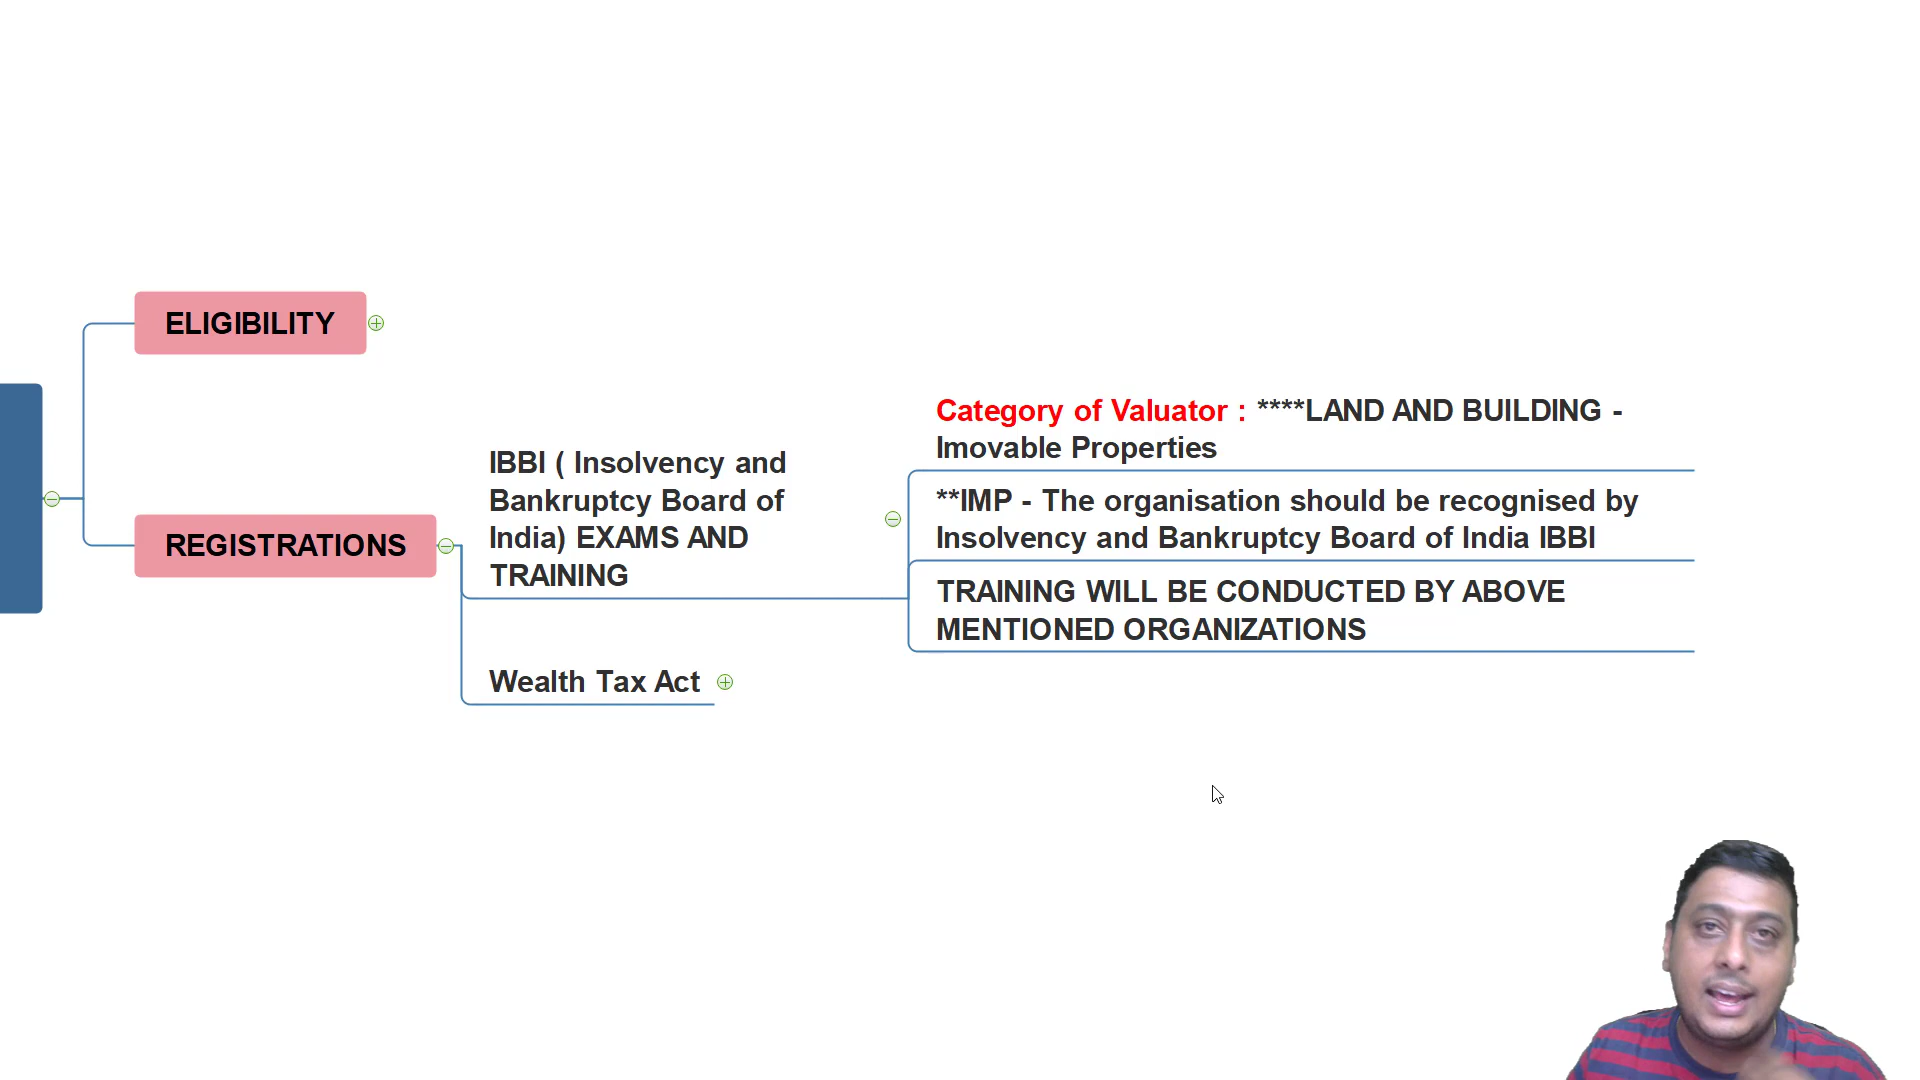 ELIGIBILITY
REGISTRATIONS
IBBI ( Insolvency and
Bankruptcy Board of
India) EXAMS AND
TRAINING
Category of Valuator : ****LAND AND BUILDING -
Imovable Properties
**IMP - The organisation should be recognised by
Insolvency and Bankruptcy Board of India IBBI
TRAINING WILL BE CONDUCTED BY ABOVE
MENTIONED ORGANIZATIONS
Wealth Tax Act